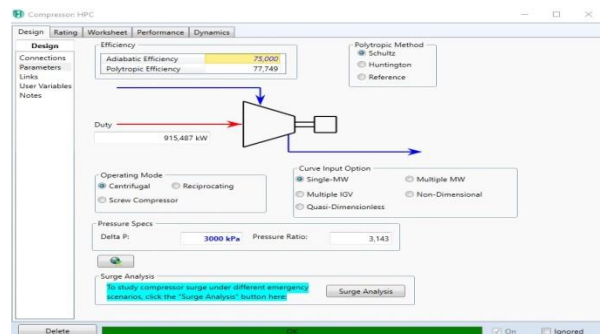 Compressor: HPC
Design Rating Worksheet Performance Dynamics
Design
Connections
Parameters
Links
User Variables
Notes
Efficiency
Adiabatic Efficiency 75,000
Polytropic Efficiency 77,749
Polytropic Method
Schultz
Huntington
Reference
Duty
915,487 kW
Operating Mode
Centrifugal Reciprocating
Screw Compressor
Curve Input Option
Single-MW Multiple MW
Multiple IGV Non-Dimensional
Quasi-Dimensionless
Pressure Specs
Delta P: 3000 kPa Pressure Ratio: 3,143
Surge Analysis
To study compressor surge under different emergency
scenarios, click the "Surge Analysis" button here:
Surge Analysis
Delete OK On Ignored